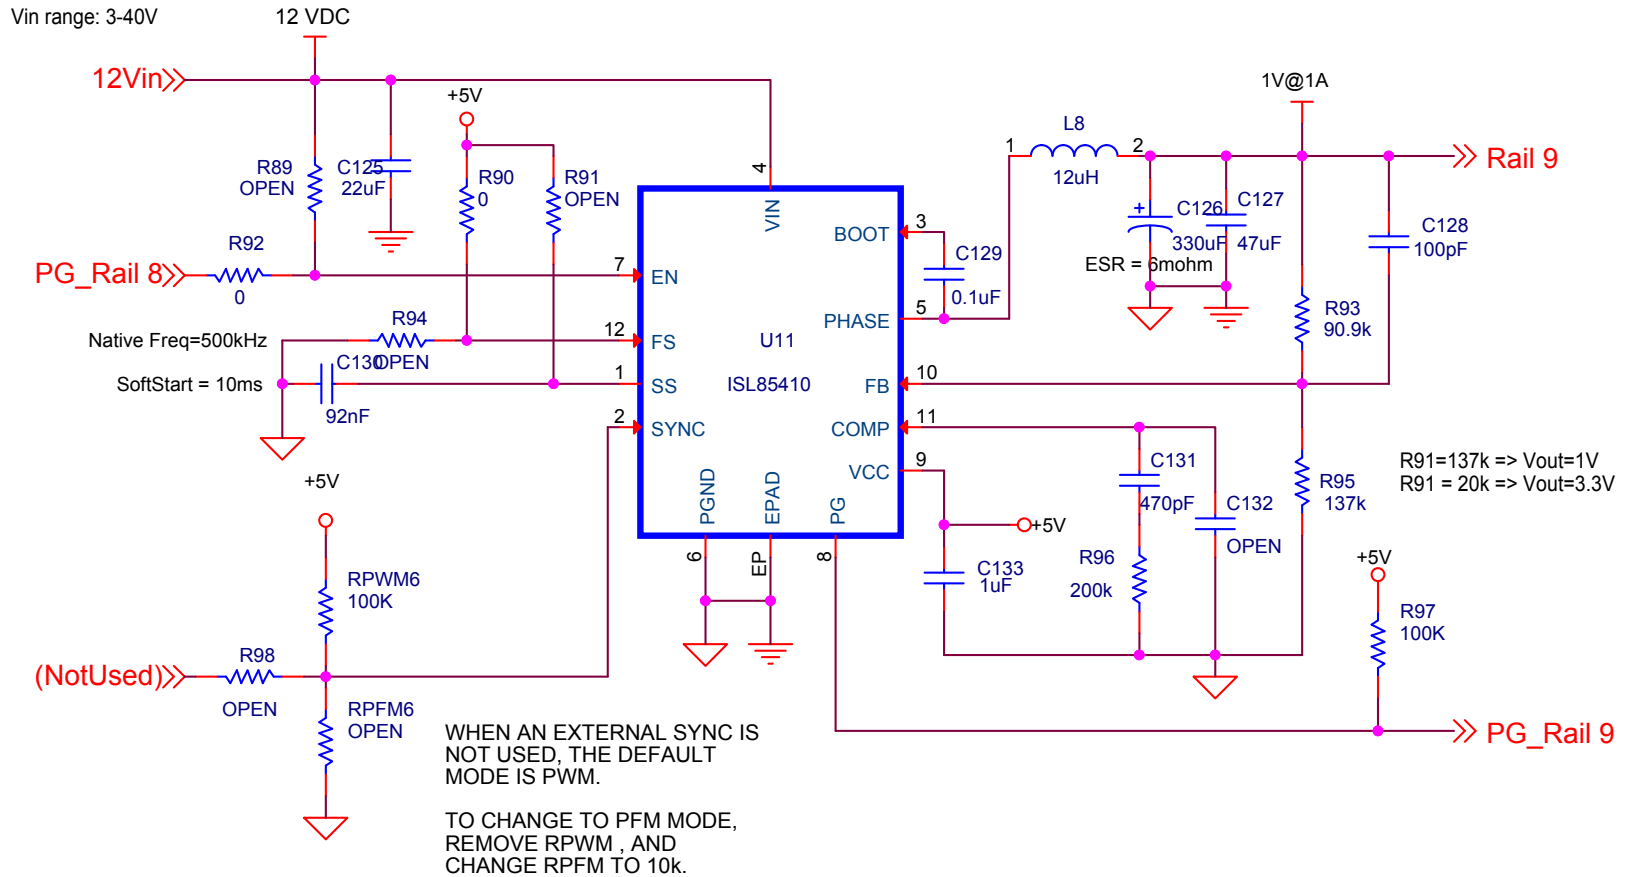 Vin range: 3-40V
12 VDC
12Vin
+5V
1V@1A
R89
OPEN
C125
22uF
R90
0
R91
OPEN
4
VIN
1
L8
2
12uH
Rail 9
R92
0
PG_Rail 8
7
EN
BOOT
3
C129
0.1uF
PHASE
5
C126
330uF
ESR = 6mohm
C127
47uF
C128
100pF
R93
90.9k
Native Freq=500kHz
R94
OPEN
12
FS
U11
SoftStart = 10ms
C130
92nF
1
SS
ISL85410
FB
10
2
SYNC
COMP
11
VCC
9
C131
470pF
C132
OPEN
R95
137k
R91=137k => Vout=1V
R91 = 20k => Vout=3.3V
+5V
PGND
EPAD
PG
6
EP
8
+5V
C133
1uF
R96
200k
+5V
R97
100K
RPWM6
100K
(NotUsed)
R98
OPEN
RPFM6
OPEN
PG_Rail 9
WHEN AN EXTERNAL SYNC IS
NOT USED, THE DEFAULT
MODE IS PWM.
TO CHANGE TO PFM MODE,
REMOVE RPWM , AND
CHANGE RPFM TO 10k.